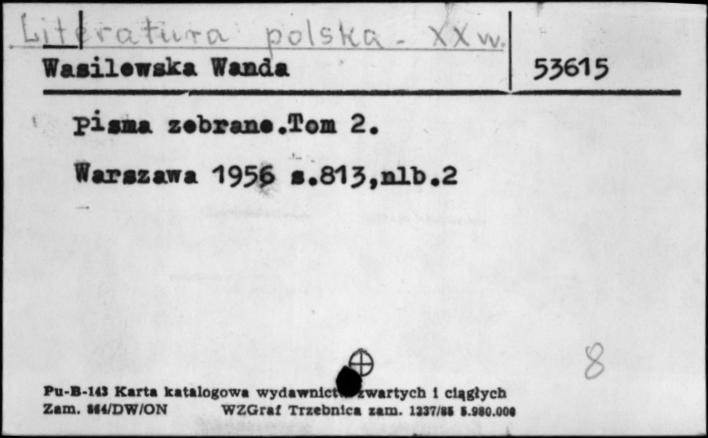 Literatura polska - XX w.
Wasilewska Wanda 53615
Pisma zebrane.Tom 2.
Warszawa 1956 s.813,nlb.2
8
Pu-B-143 Karta katalogowa wydawnictw zwartych i ciągłych
Zam. 864/DW/ON WZGraf Trzebnica zam. 1337/85 5.980.000